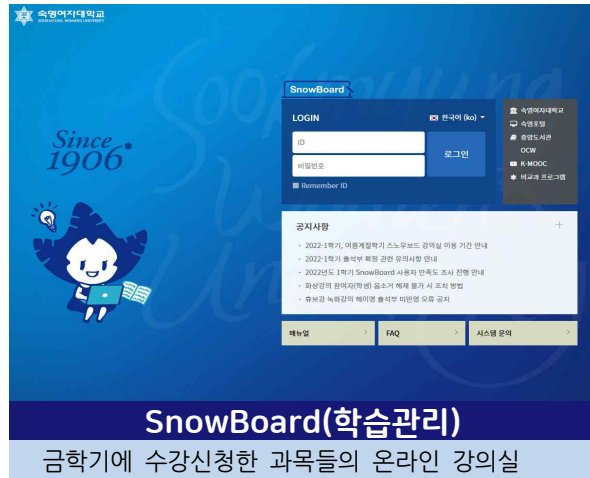 숙명여자대학교
SOOKMYUNG WOMEN'S UNIVERSITY
Since
1906
SnowBoard
LOGIN
한국어 (ko)
ID
비밀번호
로그인
Remember ID
숙명여자대학교
숙명포털
중앙도서관
OCW
K-MOOC
비교과 프로그램
공지사항
2022-1학기, 여름계절학기 스노우보드 강의실 이용 기간 안내
2022-1학기 출석부 확정 관련 유의사항 안내
2022년도 1학기 SnowBoard 사용자 만족도 조사 진행 안내
화상강의 참여자(학생) 음소거 해제 불가 시 조치 방법
휴보강 녹화강의 헤이영 출석부 미반영 오류 공지
매뉴얼
FAQ
시스템 문의
SnowBoard(학습관리)
금학기에 수강신청한 과목들의 온라인 강의실